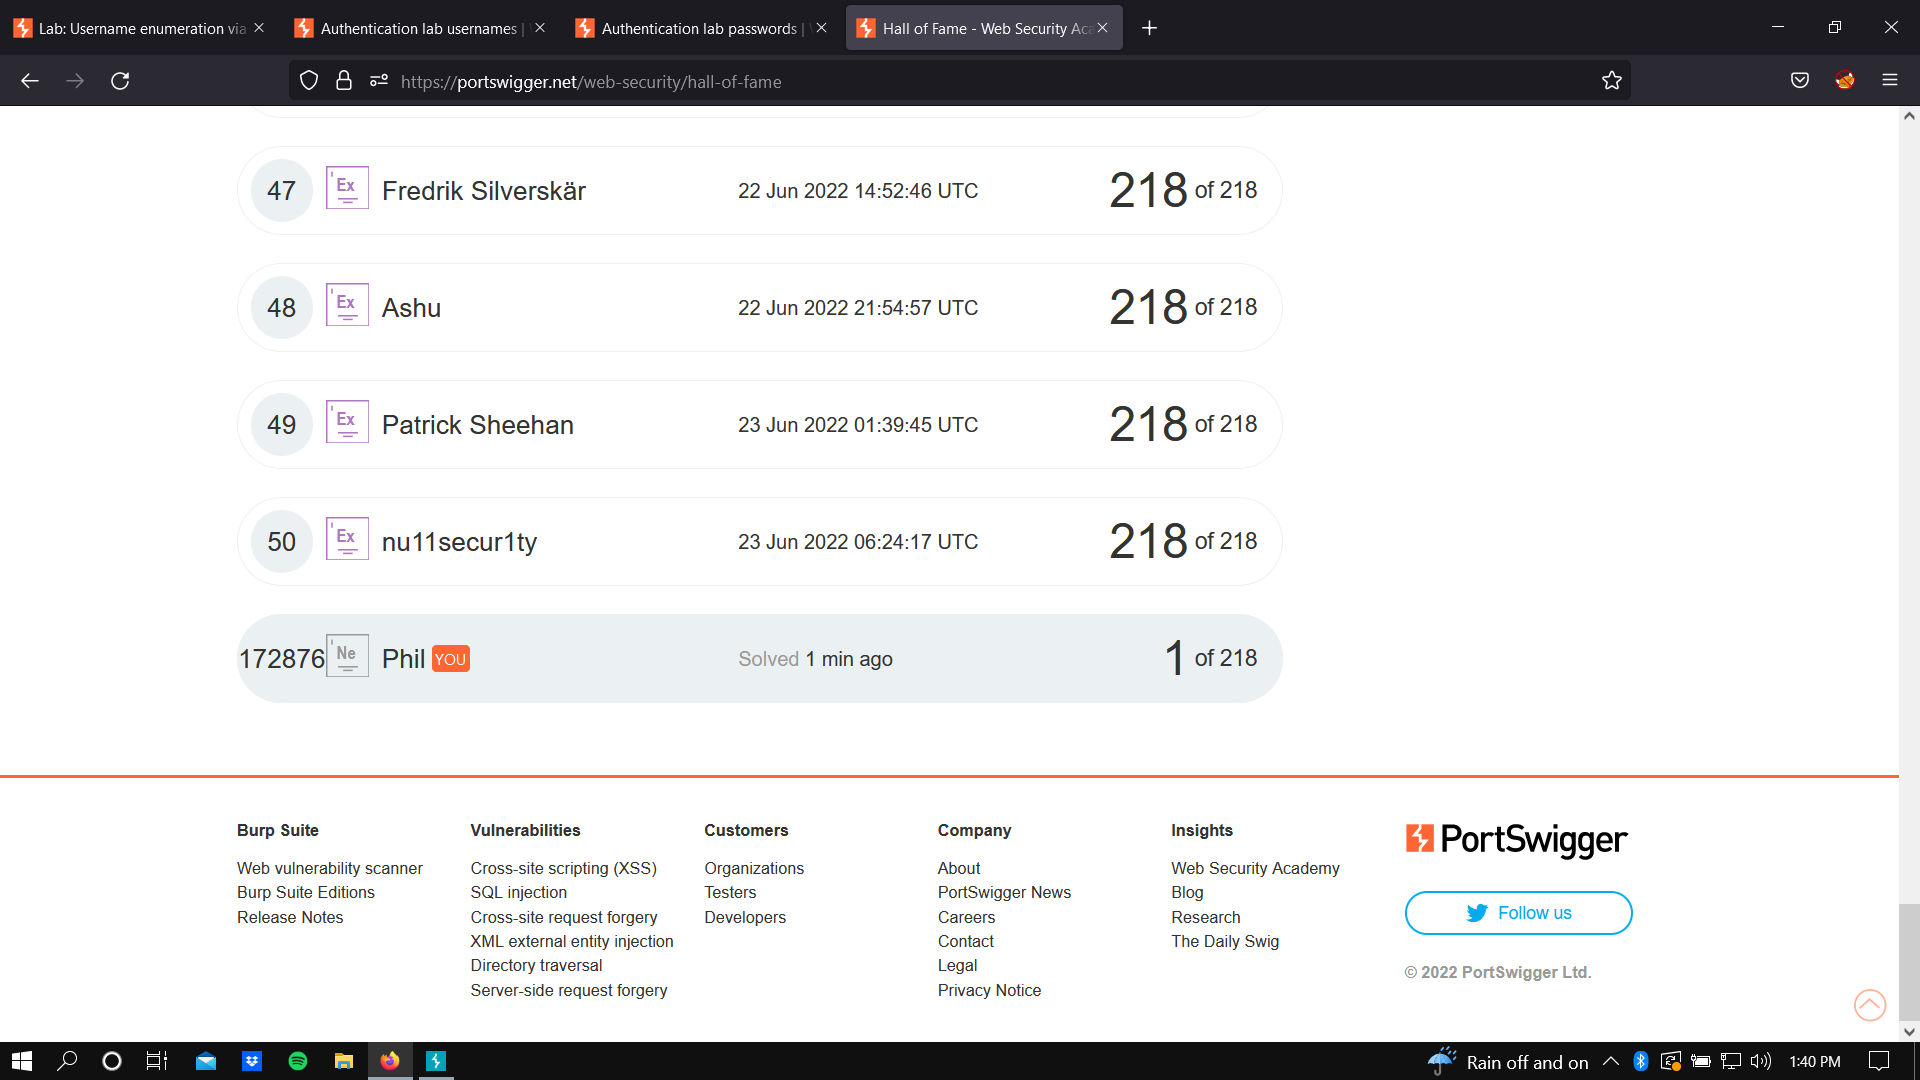 Lab: Username enumeration via
Authentication lab usernames |
Authentication lab passwords |
Hall of Fame - Web Security Aca
https://portswigger.net/web-security/hall-of-fame
47 Ex Fredrik Silverskär 22 Jun 2022 14:52:46 UTC 218 of 218
48 Ex Ashu 22 Jun 2022 21:54:57 UTC 218 of 218
49 Ex Patrick Sheehan 23 Jun 2022 01:39:45 UTC 218 of 218
50 Ex nu11secur1ty 23 Jun 2022 06:24:17 UTC 218 of 218
172876 Ne Phil YOU Solved 1 min ago 1 of 218
Burp Suite
Web vulnerability scanner
Burp Suite Editions
Release Notes
Vulnerabilities
Cross-site scripting (XSS)
SQL injection
Cross-site request forgery
XML external entity injection
Directory traversal
Server-side request forgery
Customers
Organizations
Testers
Developers
Company
About
PortSwigger News
Careers
Contact
Legal
Privacy Notice
Insights
Web Security Academy
Blog
Research
The Daily Swig
PortSwigger
Follow us
© 2022 PortSwigger Ltd.
Rain off and on
1:40 PM